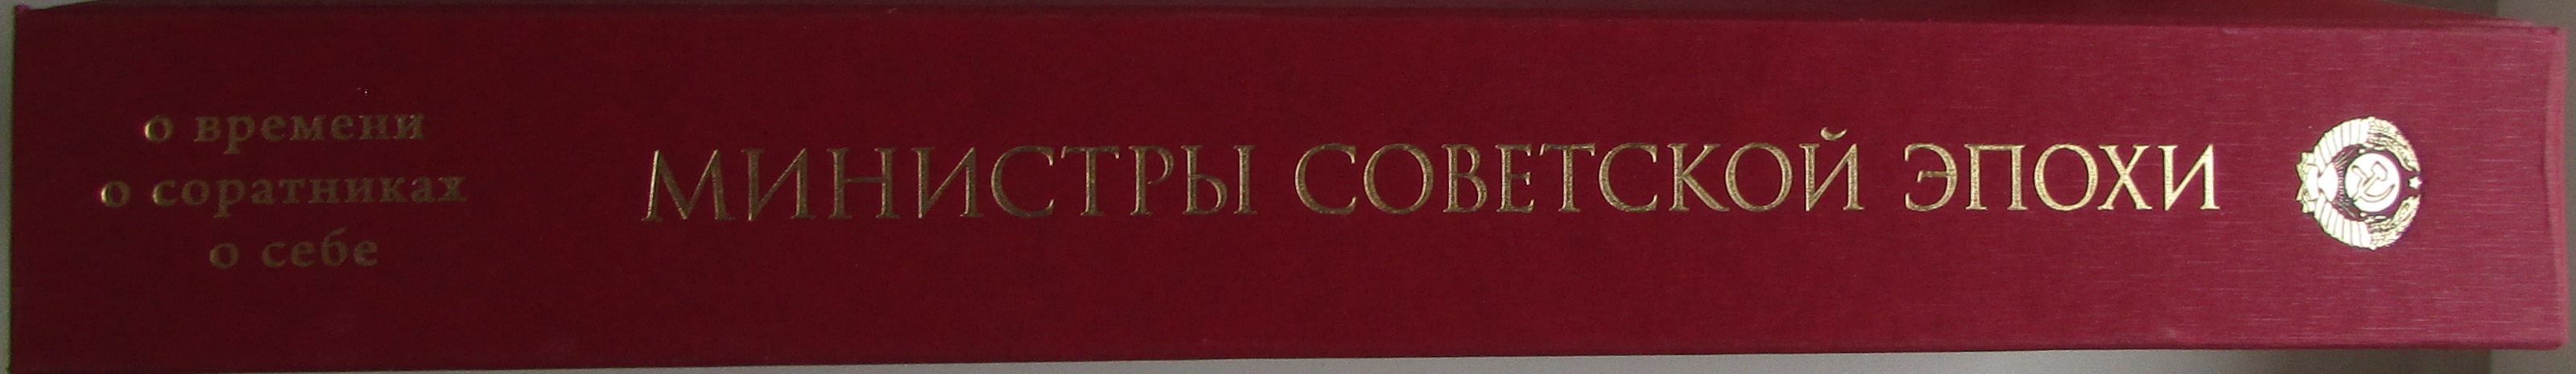 о времени
о соратниках
о себе
МИНИСТРЫ СОВЕТСКОЙ ЭПОХИ